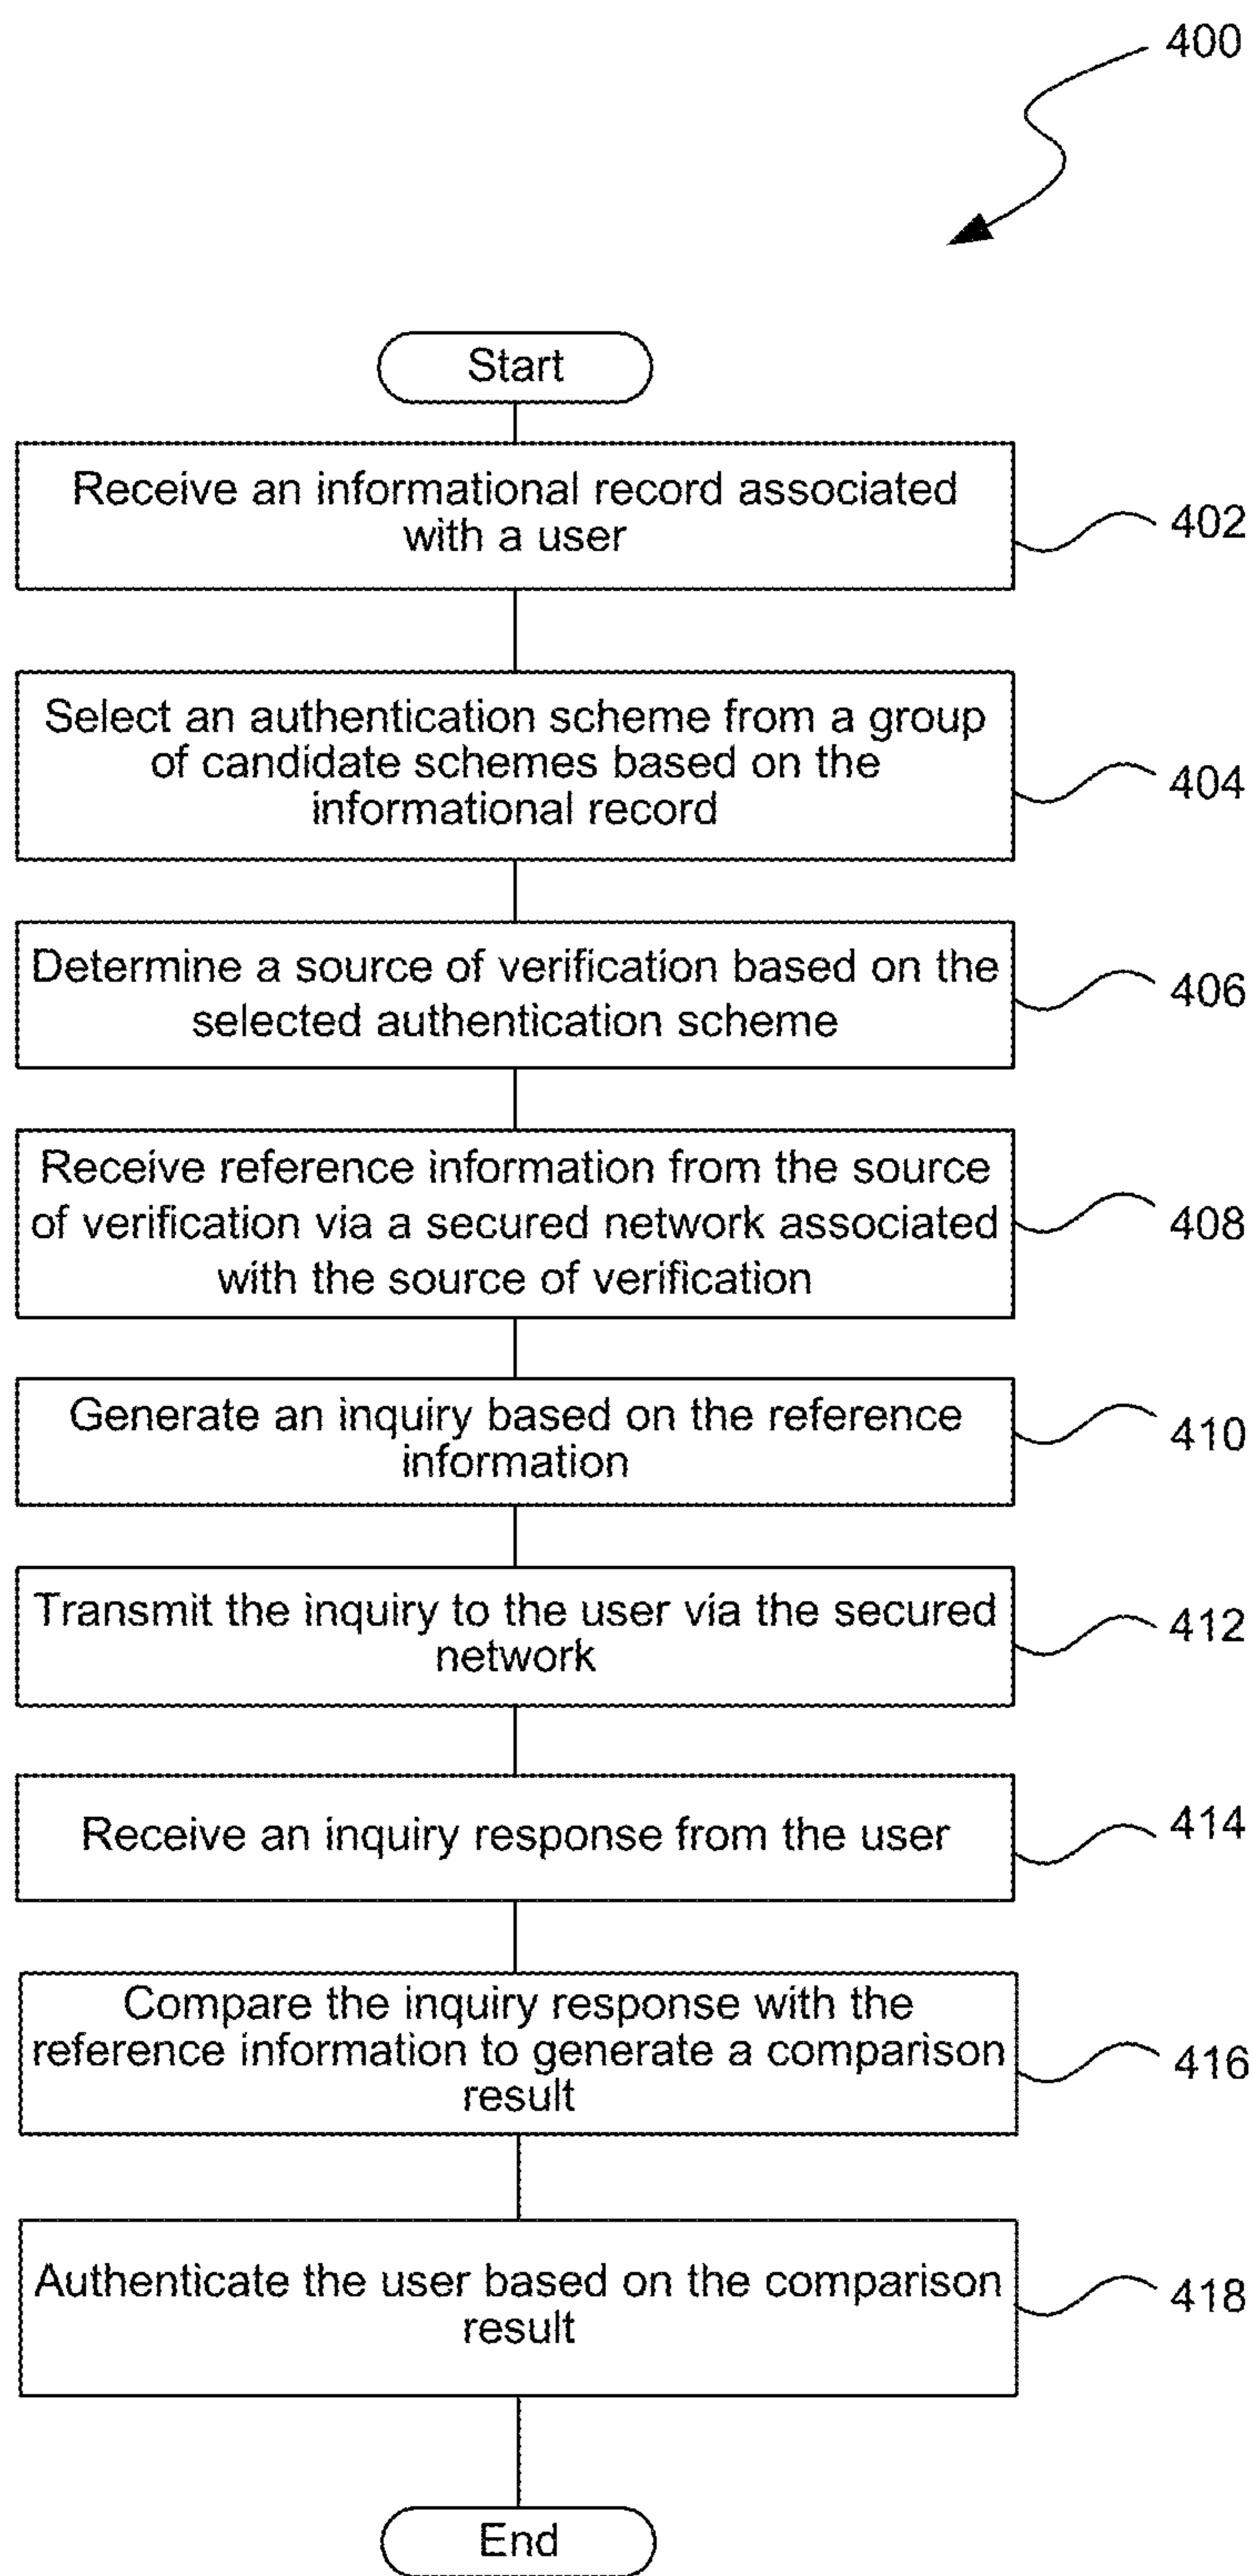 400
Start
Receive an informational record associated
with a user
402
Select an authentication scheme from a group
of candidate schemes based on the
informational record
404
Determine a source of verification based on the
selected authentication scheme
406
Receive reference information from the source
of verification via a secured network associated
with the source of verification
408
Generate an inquiry based on the reference
information
410
Transmit the inquiry to the user via the secured
network
412
Receive an inquiry response from the user
414
Compare the inquiry response with the
reference information to generate a comparison
result
416
Authenticate the user based on the comparison
result
418
End